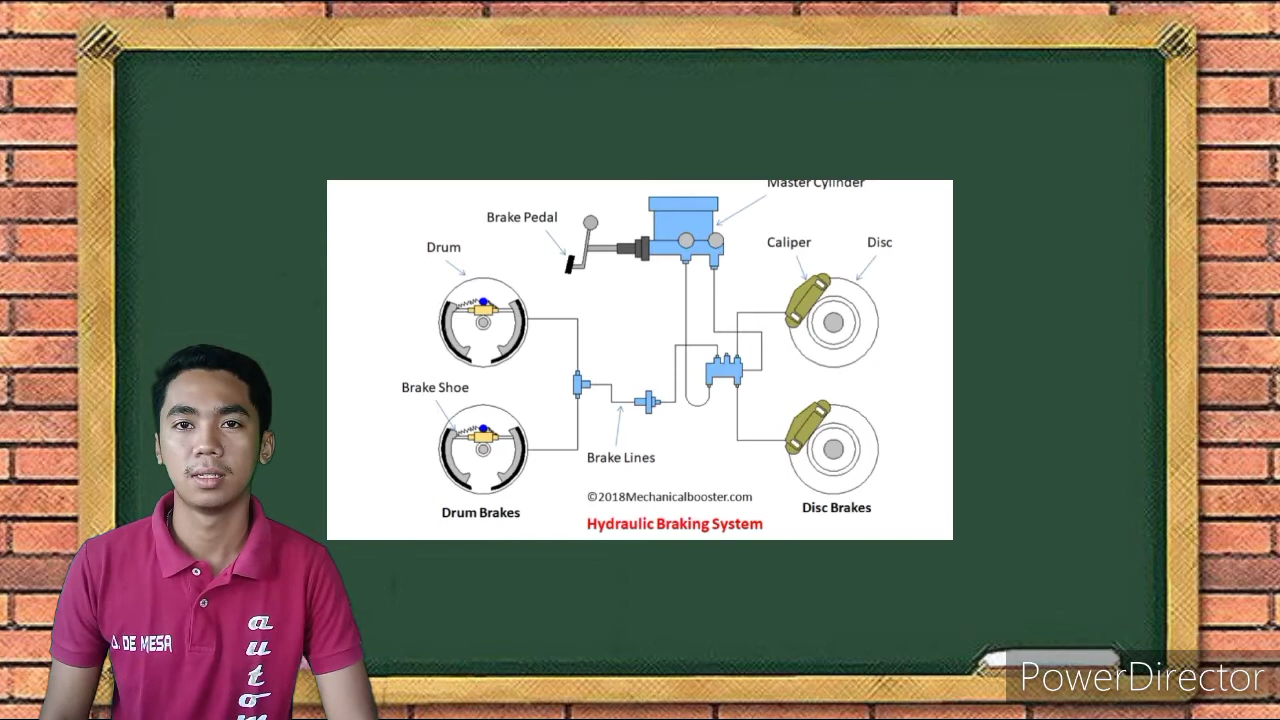 Master Cylinder
Brake Pedal
Drum
Caliper
Disc
Brake Shoe
Brake Lines
©2018Mechanicalbooster.com
Drum Brakes
Disc Brakes
Hydraulic Braking System
J. DE MESA
autom
PowerDirector